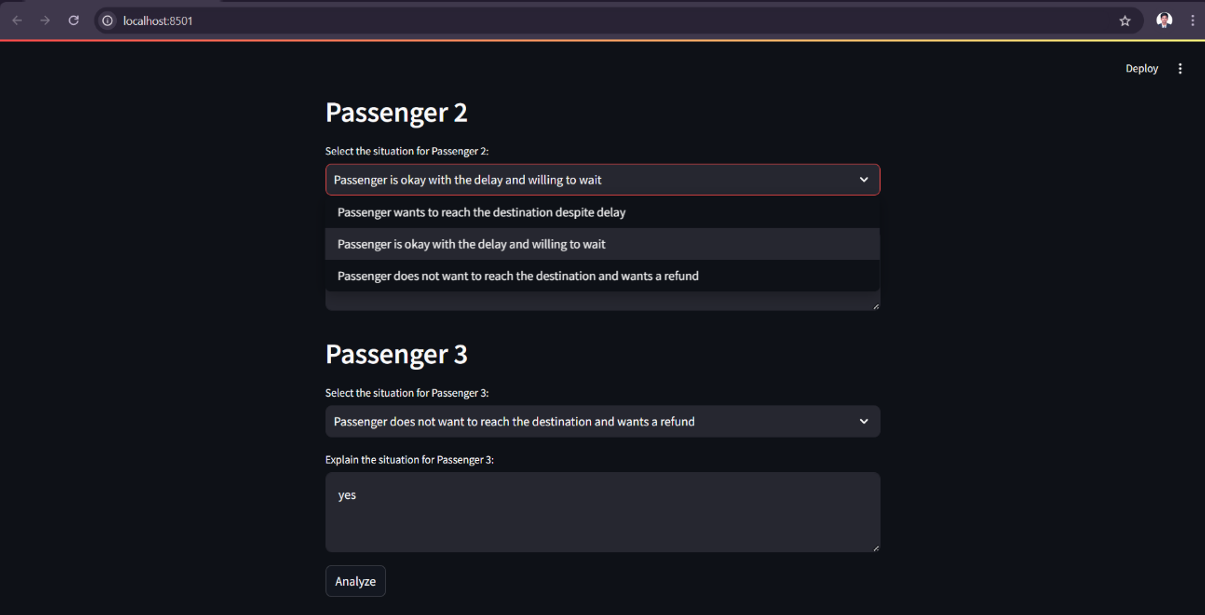 localhost:8501
Deploy
Passenger 2
Select the situation for Passenger 2:
Passenger is okay with the delay and willing to wait
Passenger wants to reach the destination despite delay
Passenger is okay with the delay and willing to wait
Passenger does not want to reach the destination and wants a refund
Passenger 3
Select the situation for Passenger 3:
Passenger does not want to reach the destination and wants a refund
Explain the situation for Passenger 3:
yes
Analyze